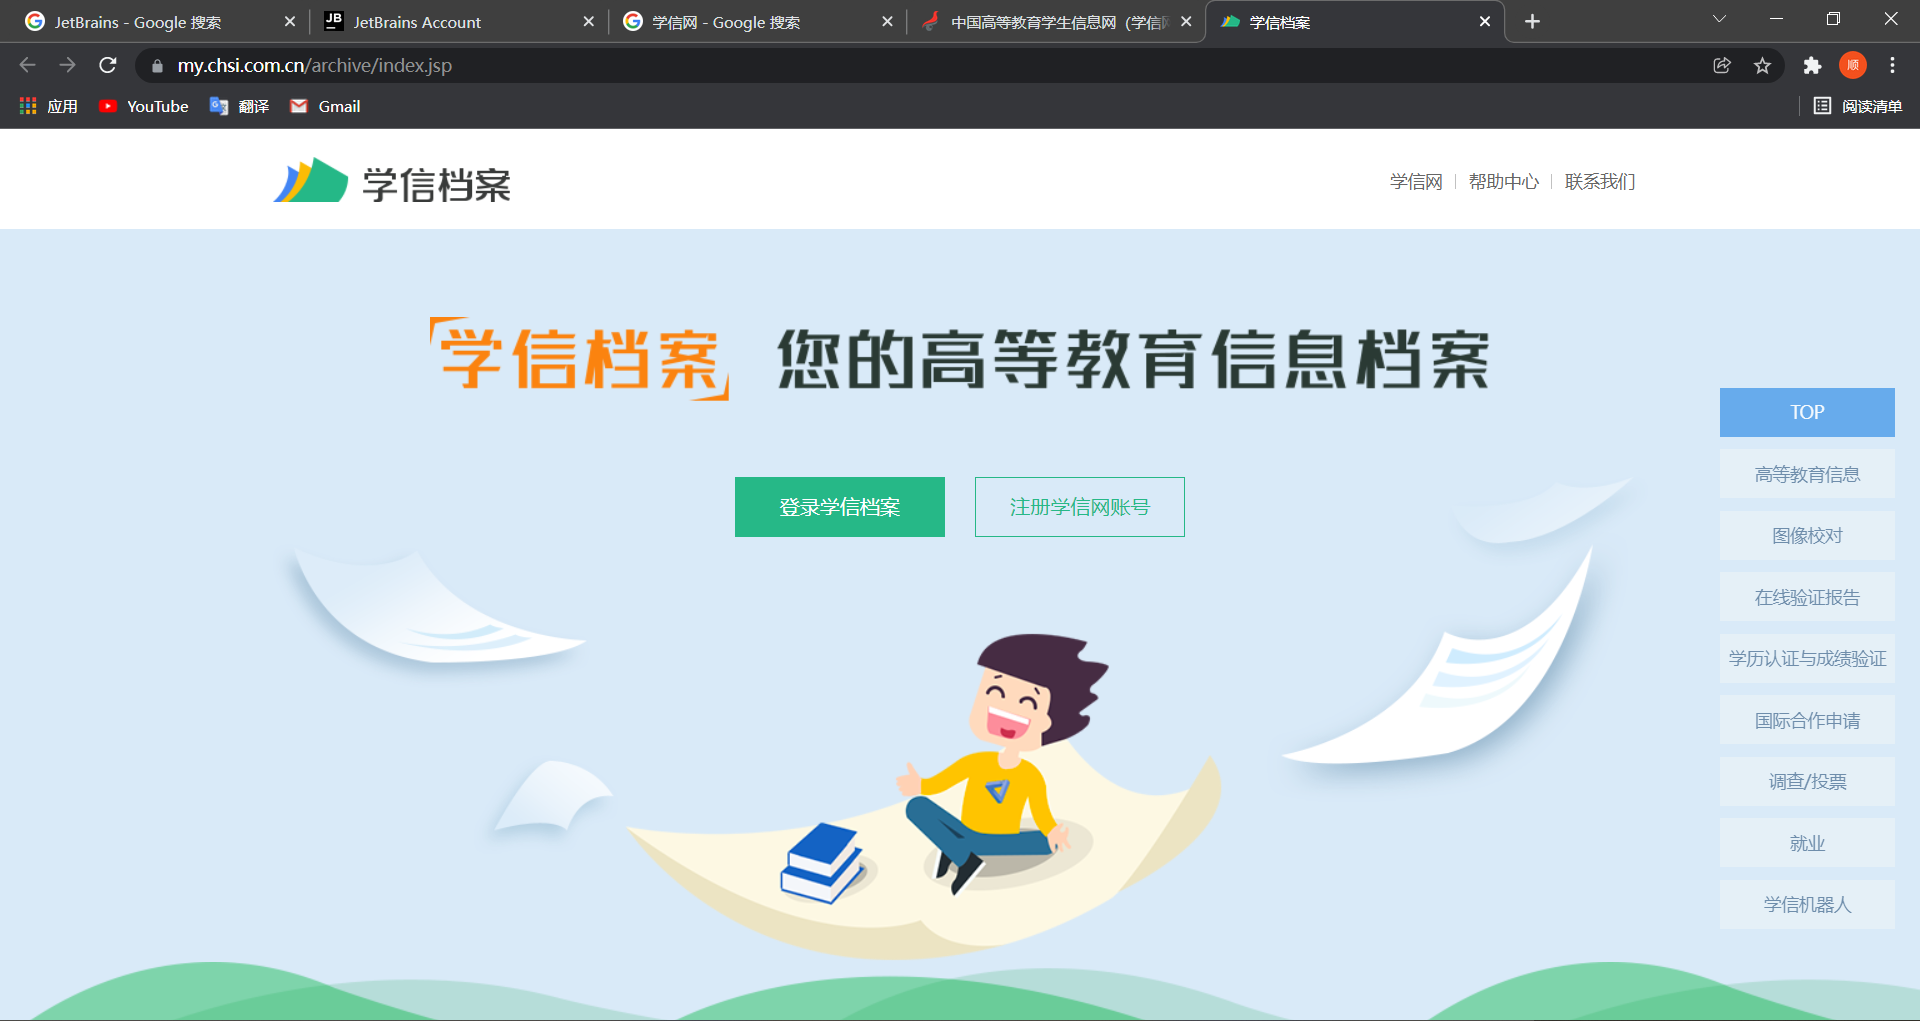 JetBrains - Google 搜索
JetBrains Account
学信网 - Google 搜索
中国高等教育学生信息网（学信网
学信档案
my.chsi.com.cn/archive/index.jsp
顺
应用
YouTube
翻译
Gmail
阅读清单
学信档案
学信网
帮助中心
联系我们
学信档案 您的高等教育信息档案
登录学信档案
注册学信网账号
TOP
高等教育信息
图像校对
在线验证报告
学历认证与成绩验证
国际合作申请
调查/投票
就业
学信机器人